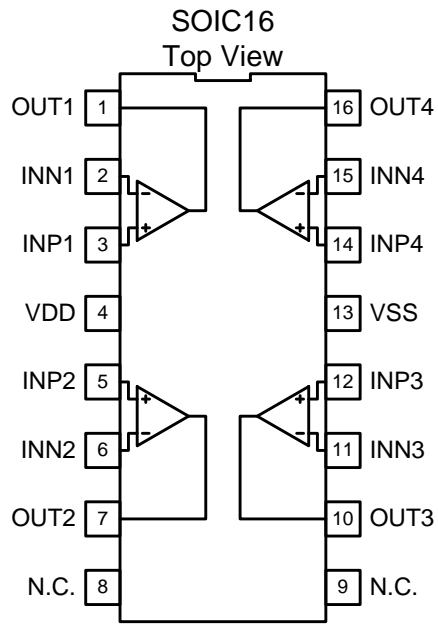 SOIC16
Top View
OUT1 1 16 OUT4
INN1 2 15 INN4
− −
+ +
INP1 3 14 INP4
VDD 4 13 VSS
INP2 5 12 INP3
+ +
− −
INN2 6 11 INN3
OUT2 7 10 OUT3
N.C. 8 9 N.C.